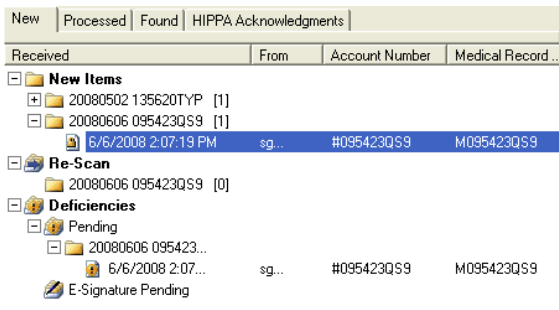 New Processed Found HIPPA Acknowledgments
Received From Account Number Medical Record ..
New Items
20080502 135620TYP [1]
20080606 095423QS9 [1]
6/6/2008 2:07:19 PM sg... #095423QS9 M095423QS9
Re-Scan
20080606 095423QS9 [0]
Deficiencies
Pending
20080606 095423...
6/6/2008 2:07... sg... #095423QS9 M095423QS9
E-Signature Pending